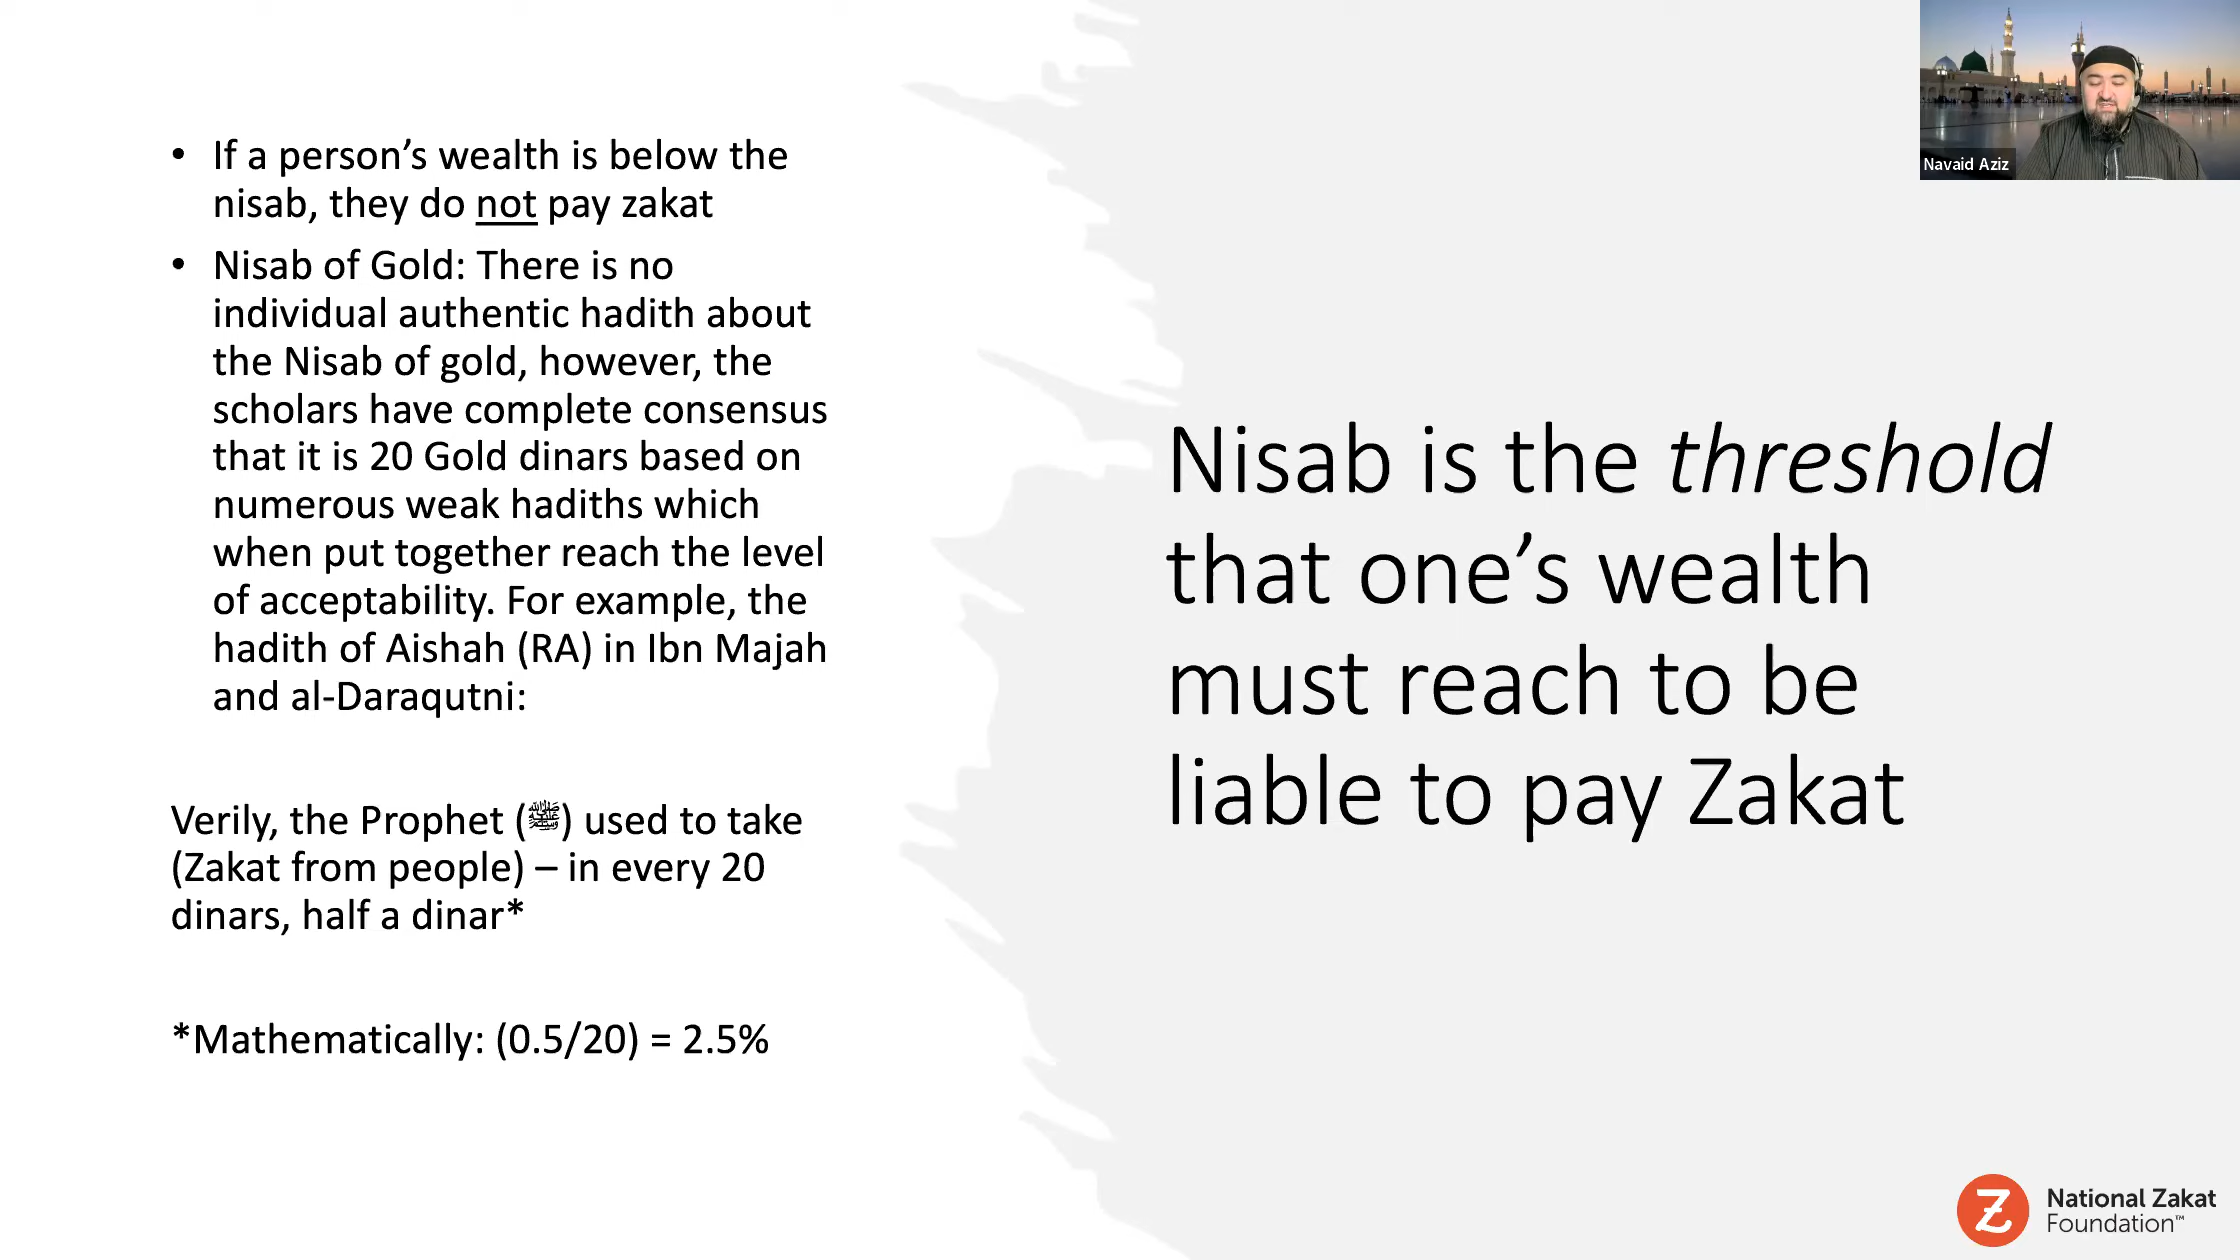 • If a person’s wealth is below the
nisab, they do not pay zakat
• Nisab of Gold: There is no
individual authentic hadith about
the Nisab of gold, however, the
scholars have complete consensus
that it is 20 Gold dinars based on
numerous weak hadiths which
when put together reach the level
of acceptability. For example, the
hadith of Aishah (RA) in Ibn Majah
and al-Daraqutni:
Verily, the Prophet (ﷺ) used to take
(Zakat from people) – in every 20
dinars, half a dinar*
*Mathematically: (0.5/20) = 2.5%
Nisab is the threshold
that one’s wealth
must reach to be
liable to pay Zakat
Navaid Aziz
National Zakat
Foundation™